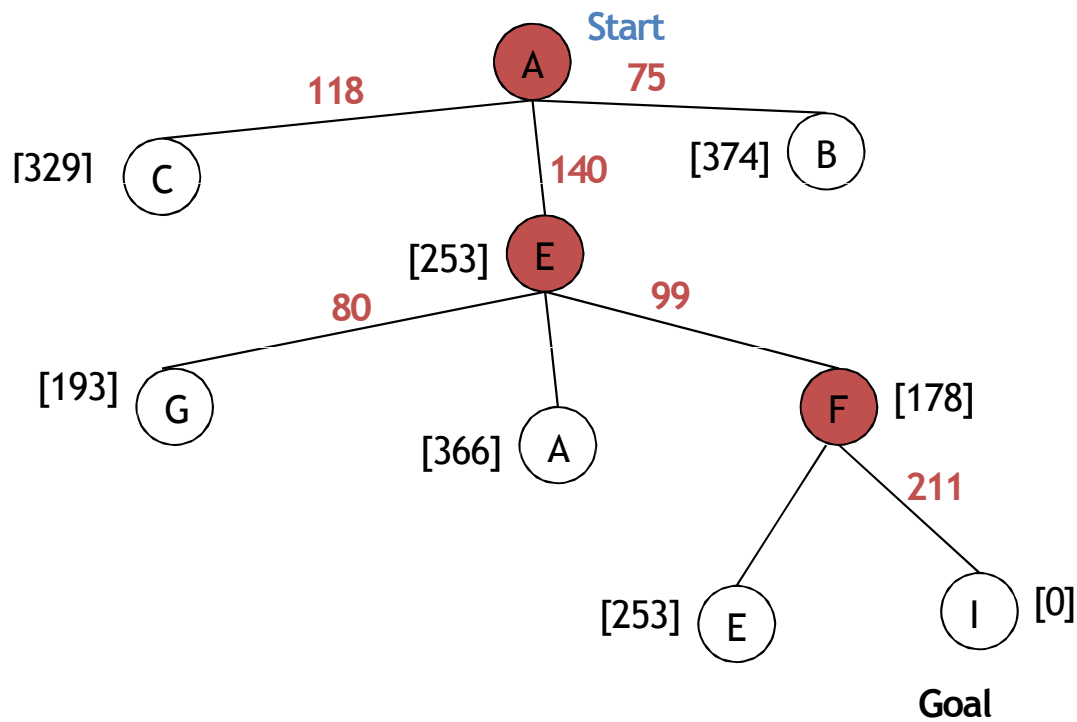 Start
A
75
118
[329]
C
140
[374]
B
[253]
E
80
99
[193]
G
[366]
A
F
[178]
211
[253]
E
I
[0]
Goal